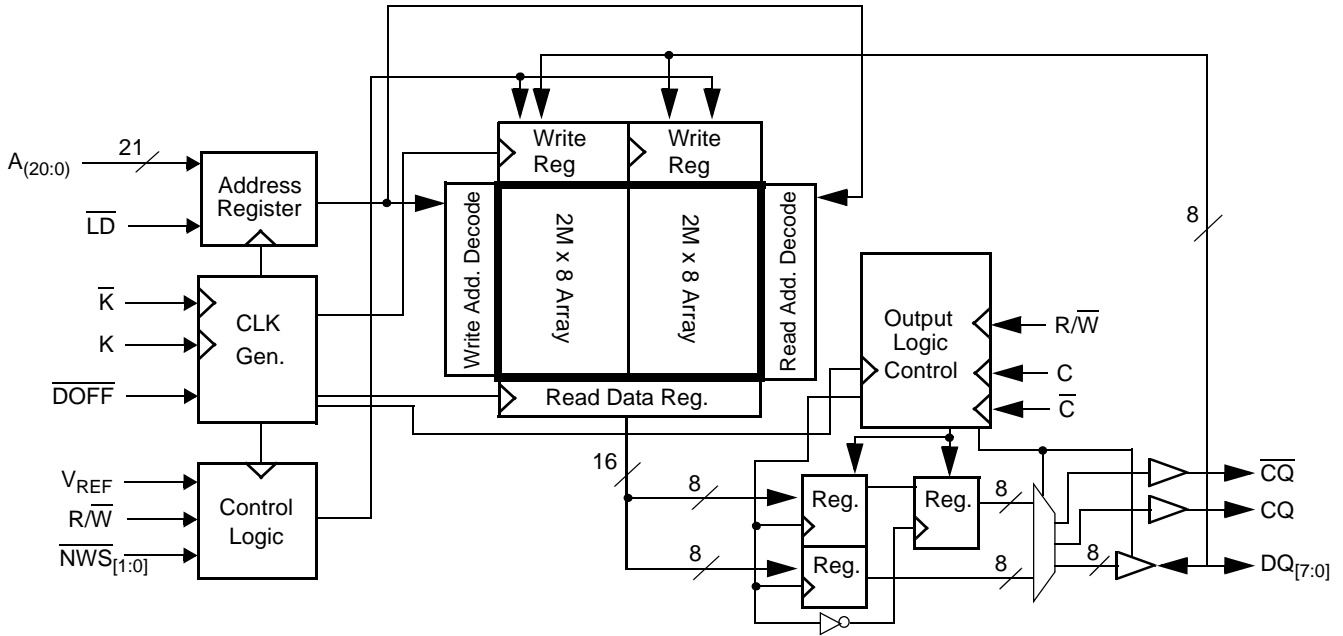 A(20:0)
21
LD
Address
Register
K
K
DOFF
CLK
Gen.
VREF
R/W
NWS[1:0]
Control
Logic
Write
Reg
Write
Reg
Write Add. Decode
2M x 8 Array
2M x 8 Array
Read Add. Decode
Read Data Reg.
16
8
8
8
Output
Logic
Control
R/W
C
C
Reg.
Reg.
Reg.
8
8
8
CQ
CQ
DQ[7:0]